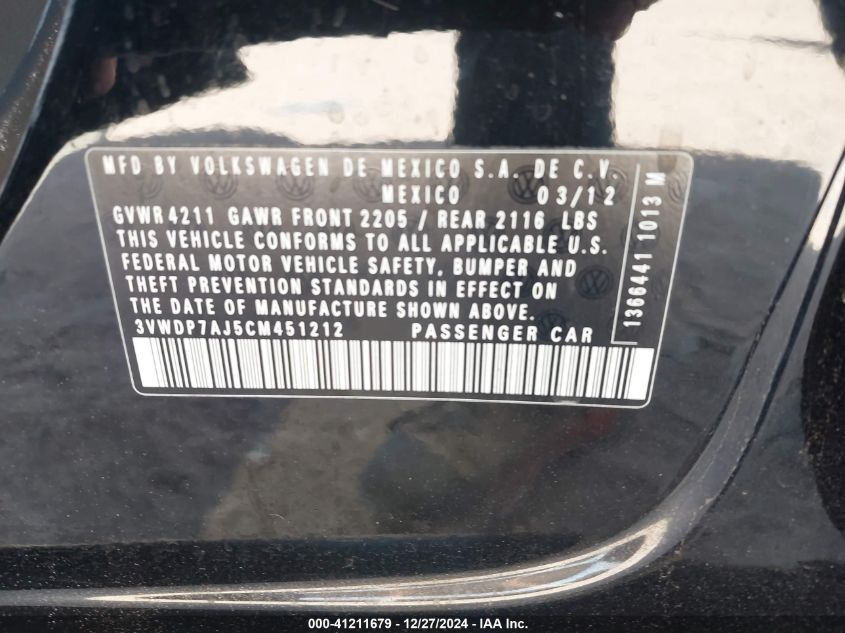 MFD BY VOLKSWAGEN DE MEXICO S.A. DE C.V.
MEXICO 03/12
GVWR 4211 GAWR FRONT 2205 / REAR 2116 LBS
THIS VEHICLE CONFORMS TO ALL APPLICABLE U.S.
FEDERAL MOTOR VEHICLE SAFETY, BUMPER AND
THEFT PREVENTION STANDARDS IN EFFECT ON
THE DATE OF MANUFACTURE SHOWN ABOVE.
3VWDP7AJ5CM451212 PASSENGER CAR
1366441 1013 M
000-41211679 - 12/27/2024 - IAA Inc.